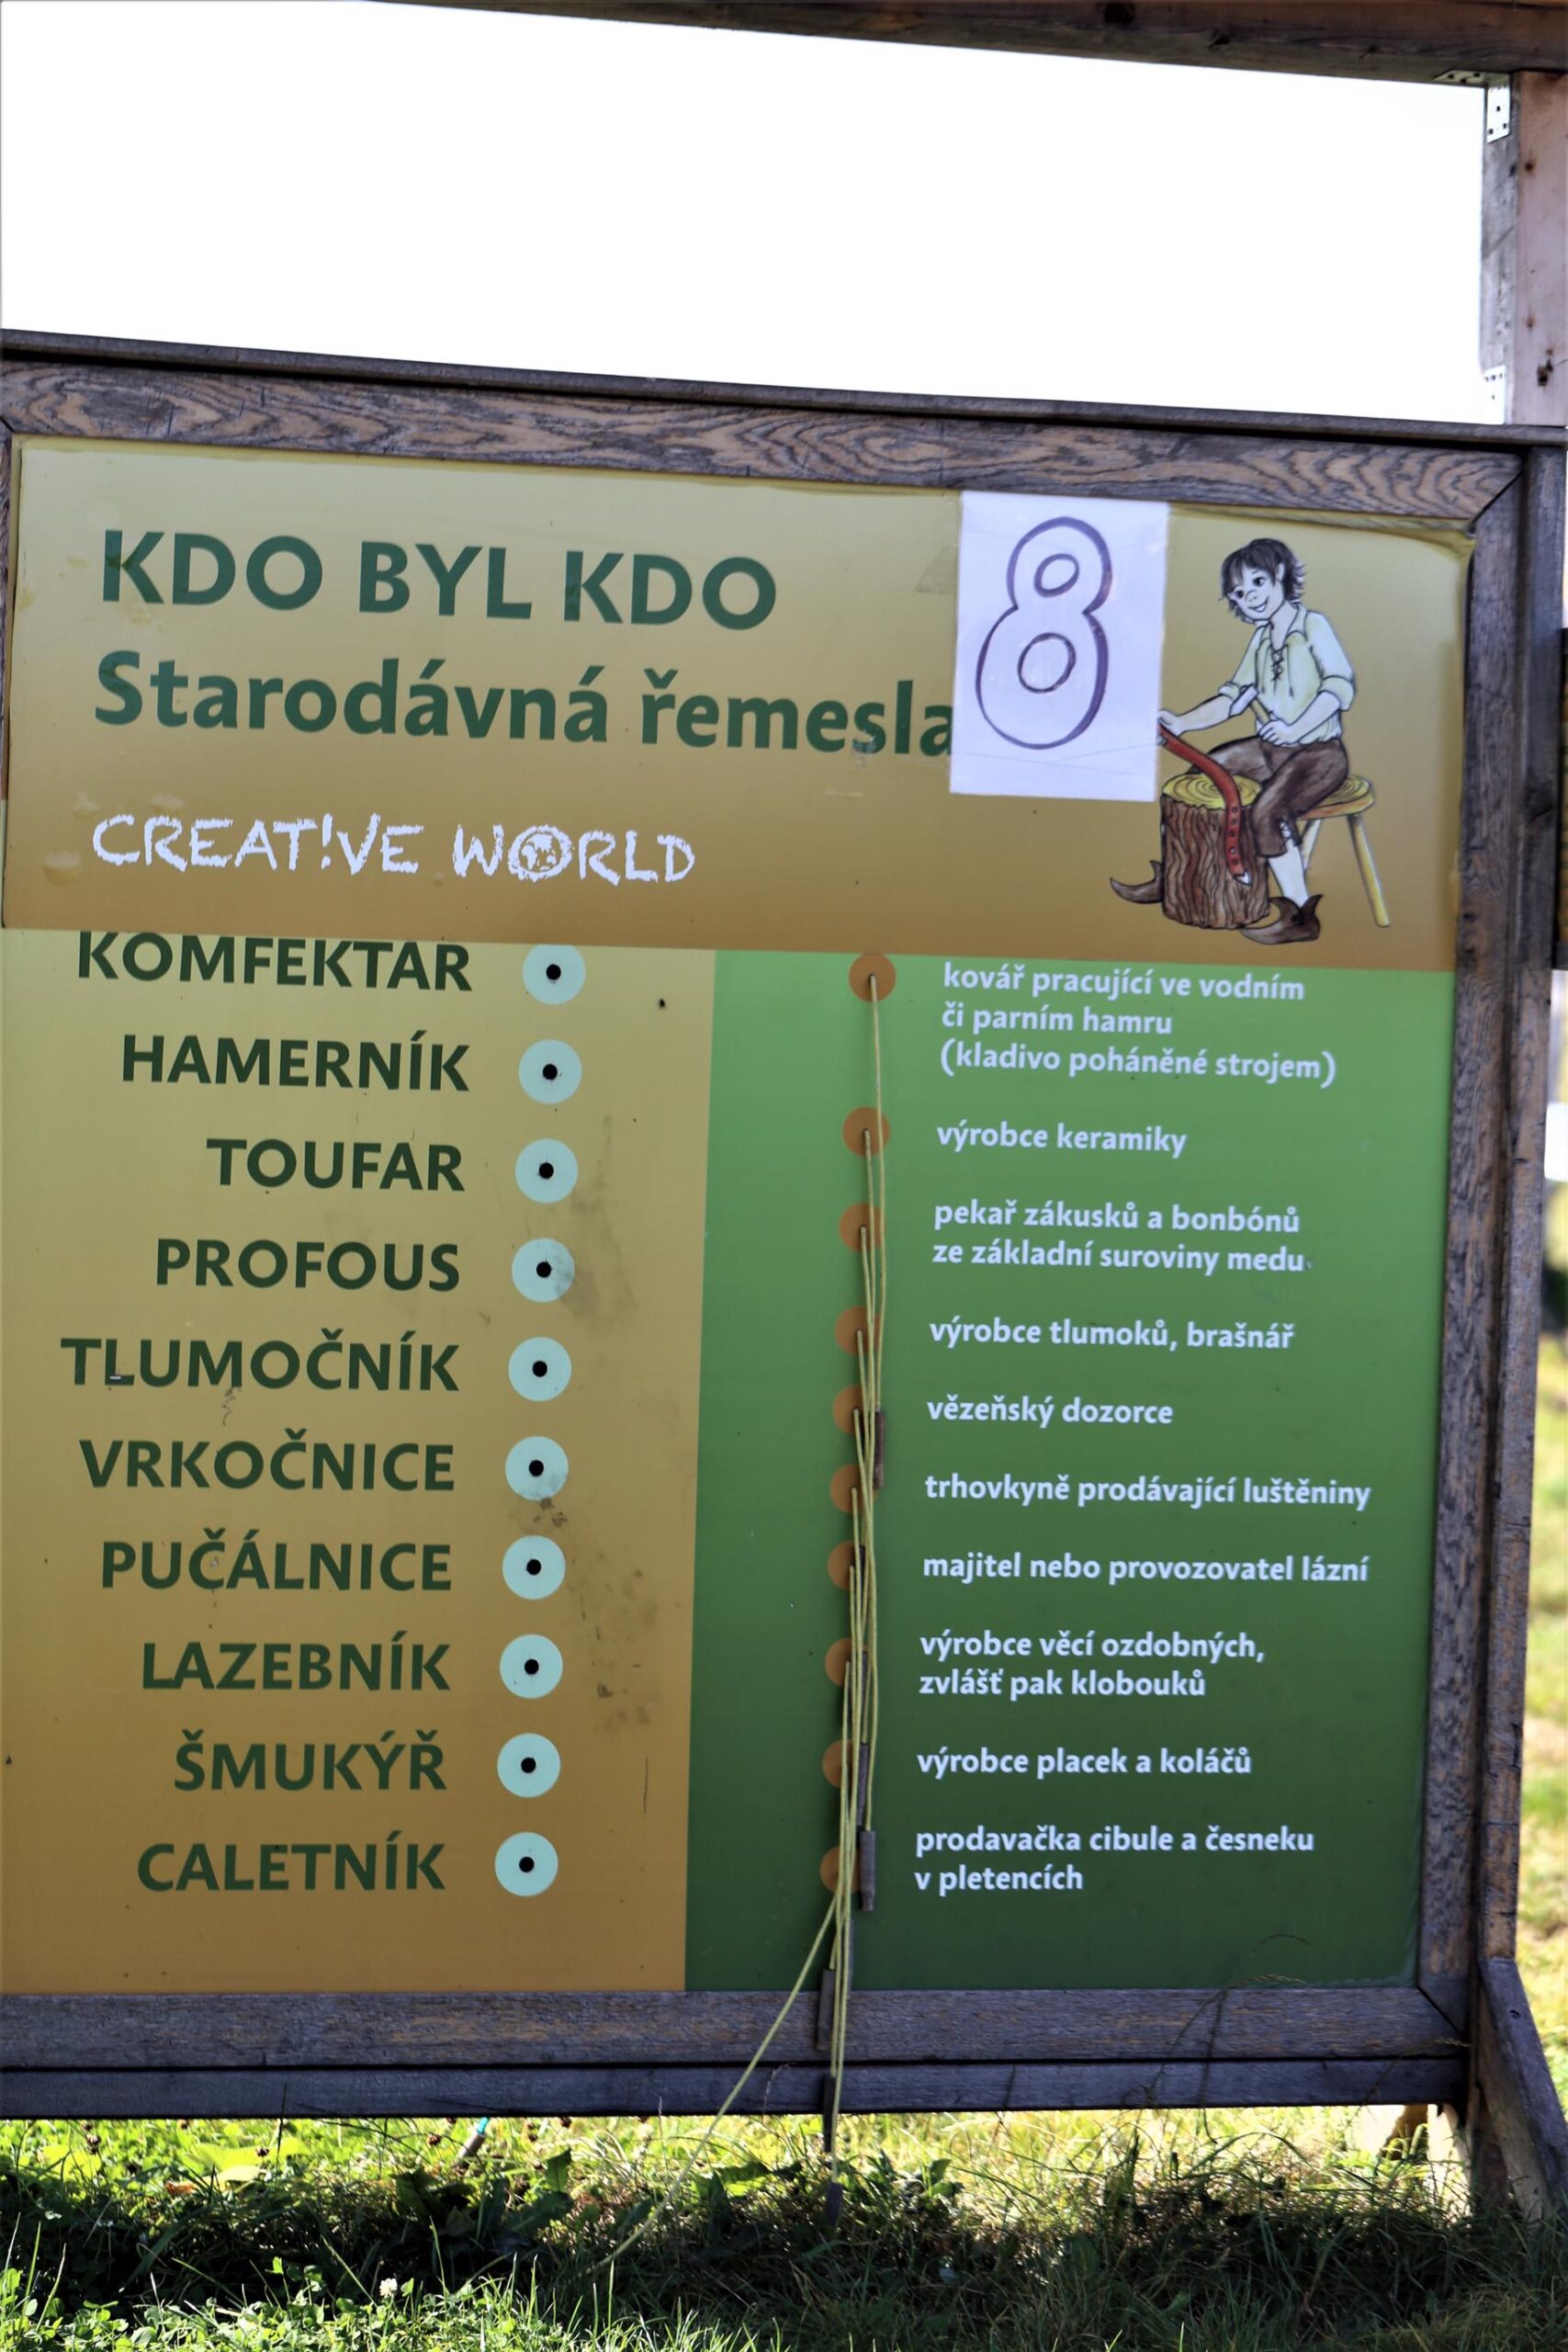 KDO BYL KDO
Starodávná řemesla
8
CREAT!VE WORLD
KOMFEKTAR
HAMERNÍK
TOUFAR
PROFOUS
TLUMOČNÍK
VRKOČNICE
PUČÁLNICE
LAZEBNÍK
ŠMUKÝŘ
CALETNÍK
kovář pracující ve vodním
či parním hamru
(kladivo poháněné strojem)
výrobce keramiky
pekař zákusků a bonbónů
ze základní suroviny medu
výrobce tlumoků, brašnář
vězeňský dozorce
trhovkyně prodávající luštěniny
majitel nebo provozovatel lázní
výrobce věcí ozdobných,
zvlášť pak klobouků
výrobce placek a koláčů
prodavačka cibule a česneku
v pletencích